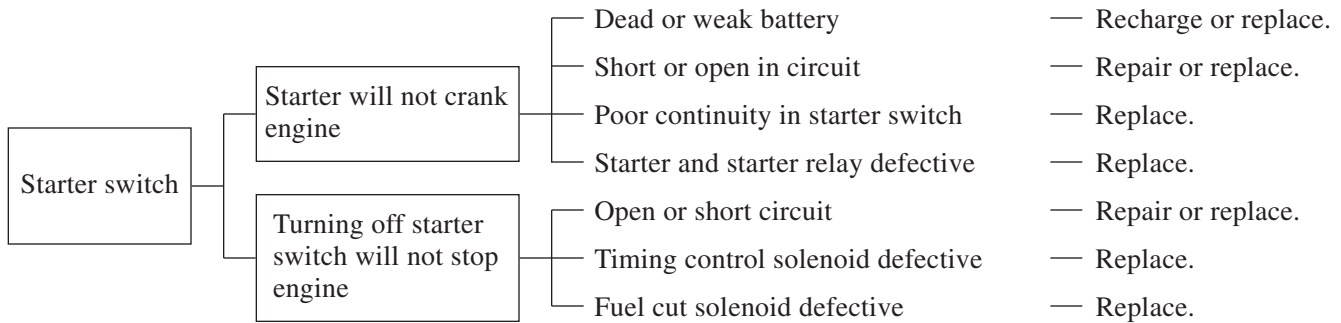 Starter switch
Starter will not crank
engine
Dead or weak battery — Recharge or replace.
Short or open in circuit — Repair or replace.
Poor continuity in starter switch — Replace.
Starter and starter relay defective — Replace.
Turning off starter
switch will not stop
engine
Open or short circuit — Repair or replace.
Timing control solenoid defective — Replace.
Fuel cut solenoid defective — Replace.